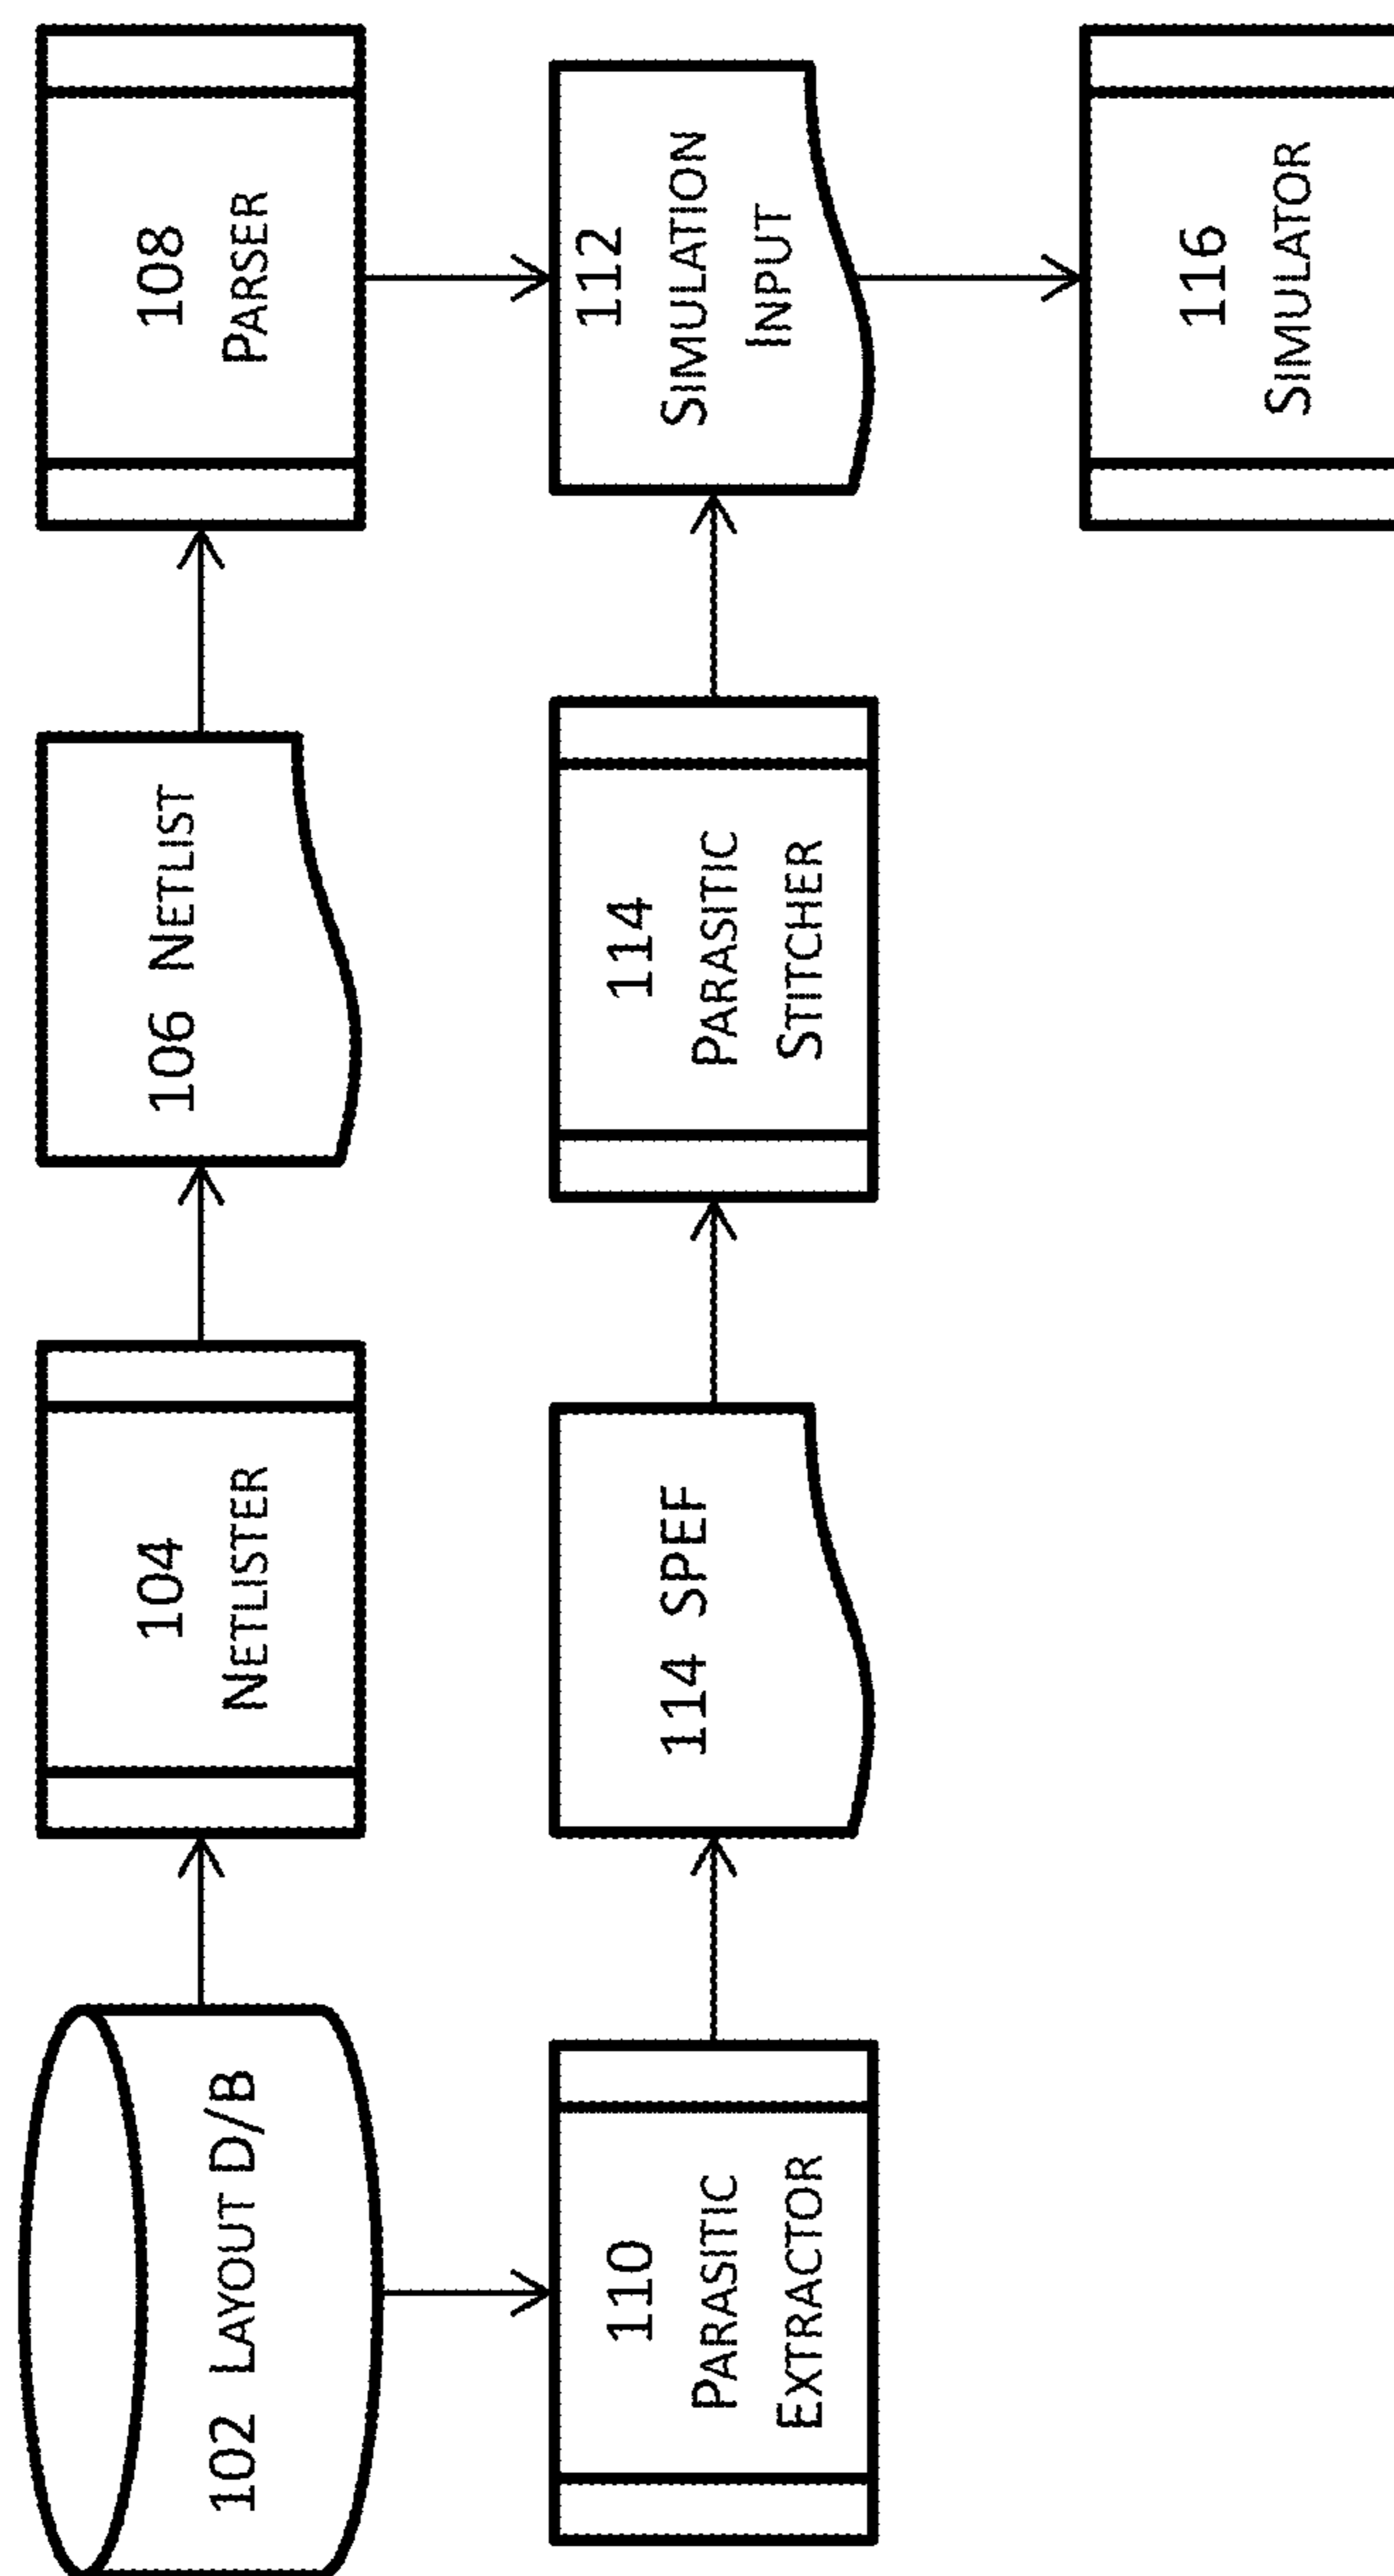 102 LAYOUT D/B
104
NETLISTER
106 NETLIST
108
PARSER
110
PARASITIC
EXTRACTOR
114 SPEF
114
PARASITIC
STITCHER
112
SIMULATION
INPUT
116
SIMULATOR